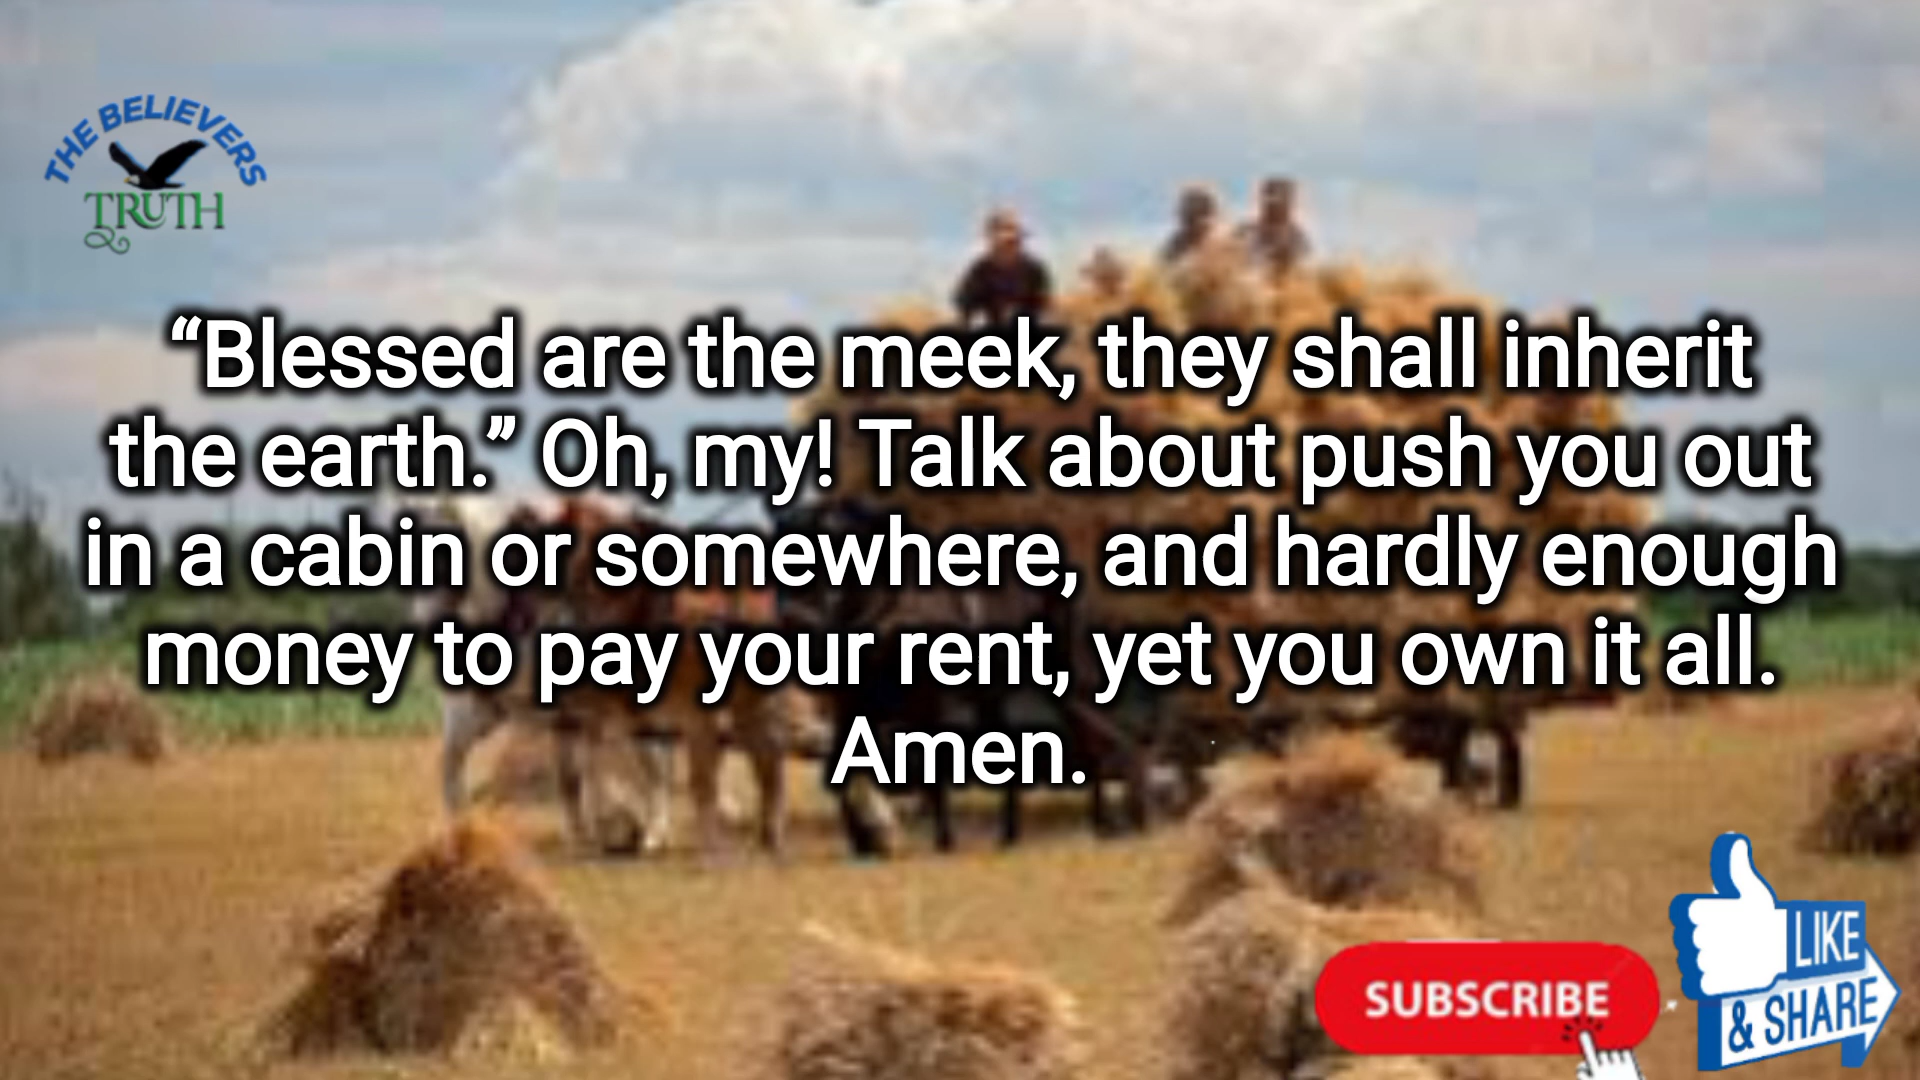 THE BELIEVERS
TRUTH
“Blessed are the meek, they shall inherit
the earth.” Oh, my! Talk about push you out
in a cabin or somewhere, and hardly enough
money to pay your rent, yet you own it all.
Amen.
SUBSCRIBE
LIKE
& SHARE